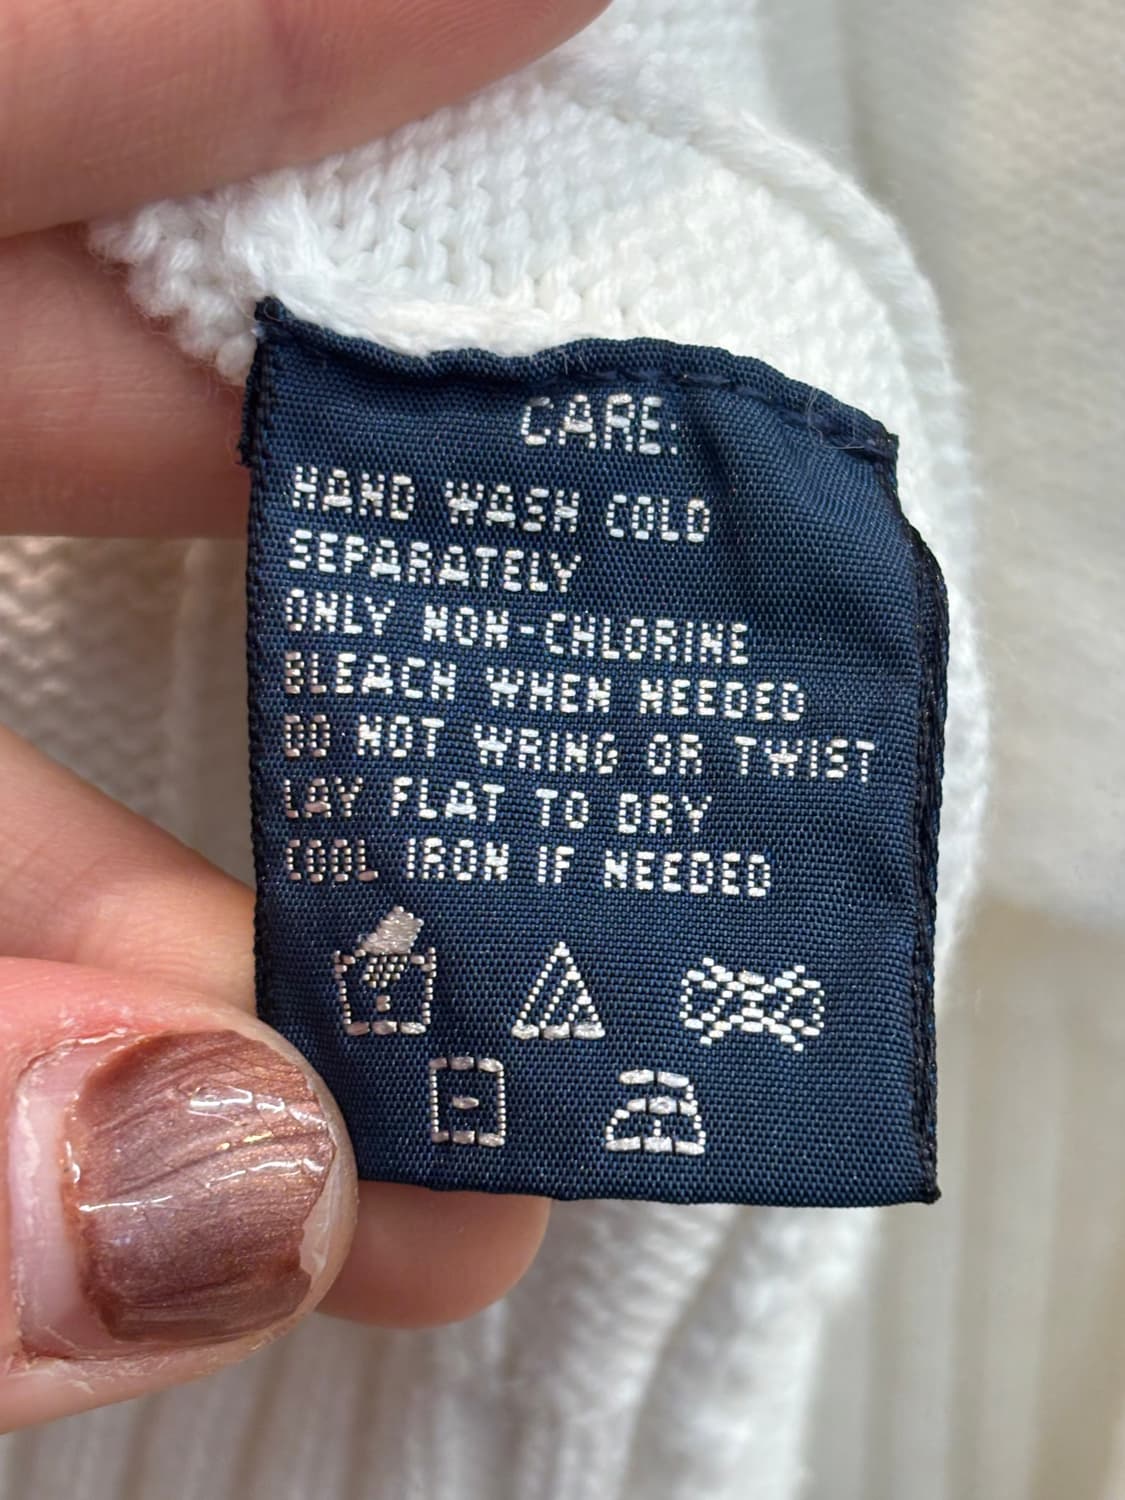 CARE:
HAND WASH COLD
SEPARATELY
ONLY NON-CHLORINE
BLEACH WHEN NEEDED
DO NOT WRING OR TWIST
LAY FLAT TO DRY
COOL IRON IF NEEDED